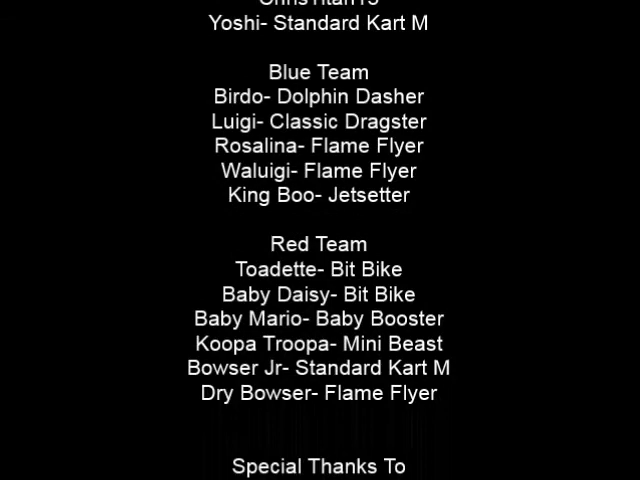 Yoshi- Standard Kart M
Blue Team
Birdo- Dolphin Dasher
Luigi- Classic Dragster
Rosalina- Flame Flyer
Waluigi- Flame Flyer
King Boo- Jetsetter
Red Team
Toadette- Bit Bike
Baby Daisy- Bit Bike
Baby Mario- Baby Booster
Koopa Troopa- Mini Beast
Bowser Jr- Standard Kart M
Dry Bowser- Flame Flyer
Special Thanks To